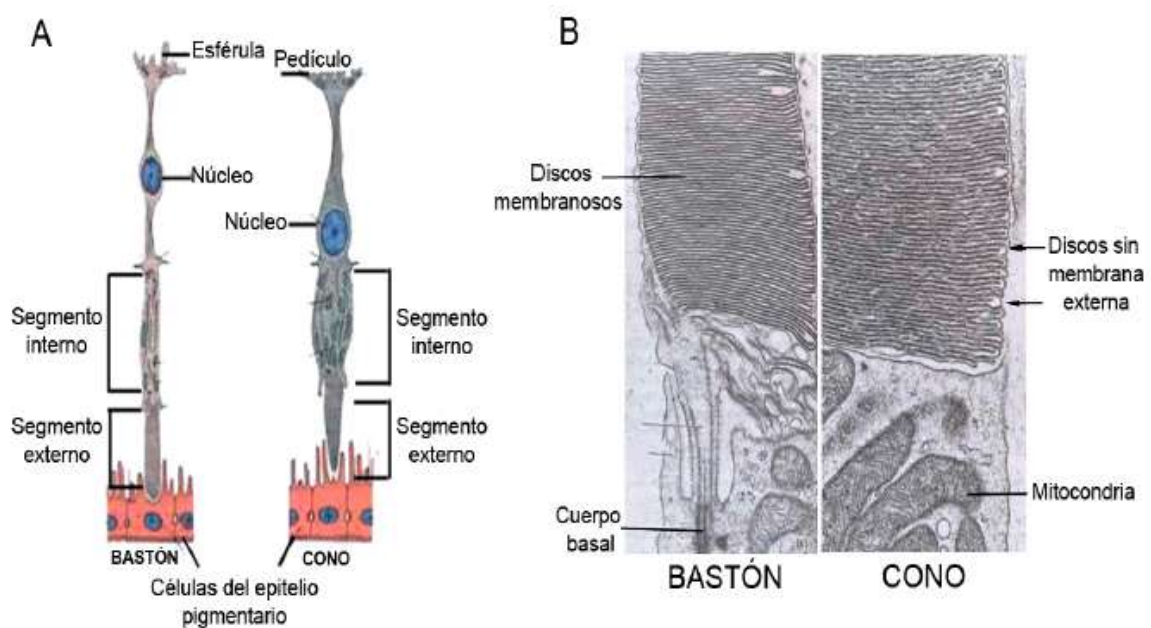 A
Esférula
Pedículo
Núcleo
Núcleo
Segmento
interno
Segmento
interno
Segmento
externo
Segmento
externo
BASTÓN
CONO
Células del epitelio
pigmentario
B
Discos
membranosos
Discos sin
membrana
externa
Mitocondria
Cuerpo
basal
BASTÓN
CONO